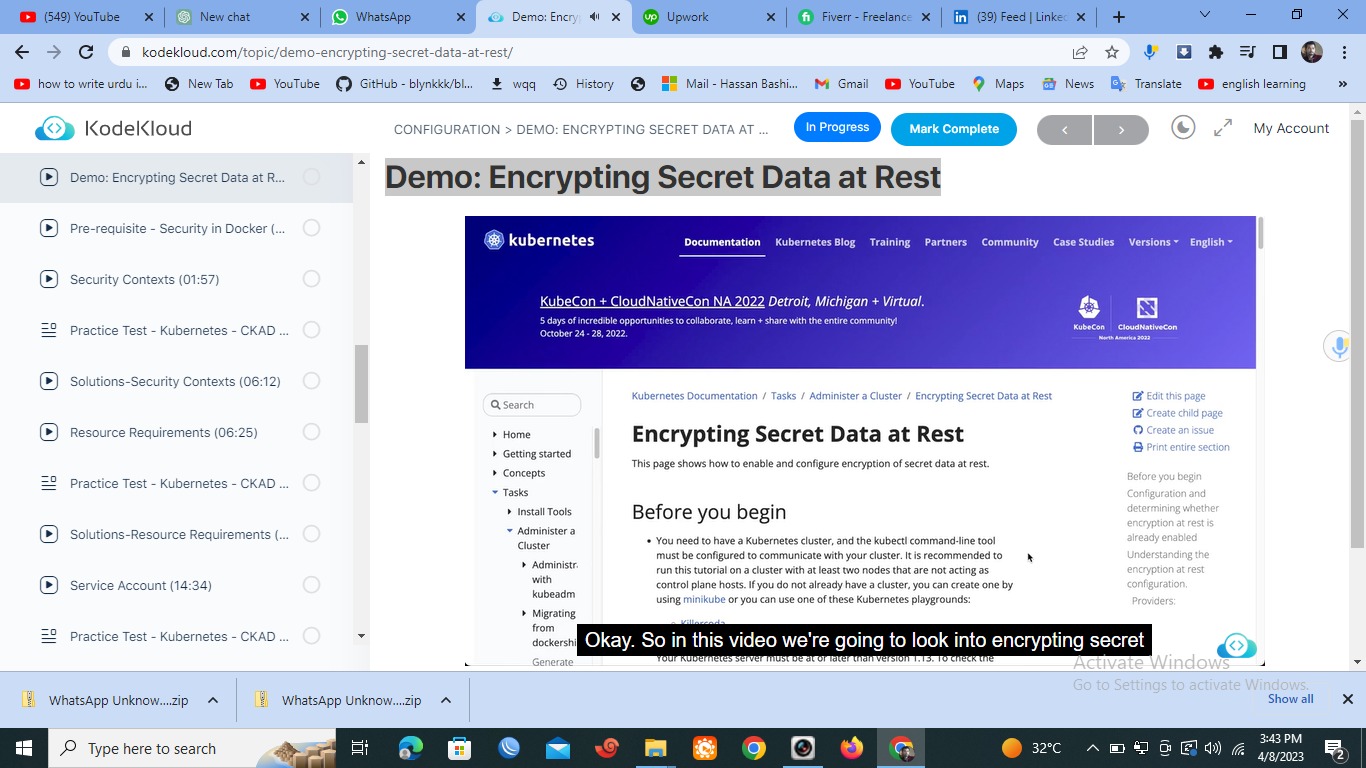 (549) YouTube
New chat
WhatsApp
Demo: Encry
Upwork
Fiverr - Freelance
(39) Feed | Linke
kodekloud.com/topic/demo-encrypting-secret-data-at-rest/
how to write urdu i...
New Tab
YouTube
GitHub - blynkkk/bl...
wqq
History
Mail - Hassan Bashi...
Gmail
YouTube
Maps
News
Translate
english learning
»
KodeKloud
CONFIGURATION > DEMO: ENCRYPTING SECRET DATA AT ...
In Progress
Mark Complete
My Account
Demo: Encrypting Secret Data at R...
Pre-requisite - Security in Docker (...
Security Contexts (01:57)
Practice Test - Kubernetes - CKAD ...
Solutions-Security Contexts (06:12)
Resource Requirements (06:25)
Practice Test - Kubernetes - CKAD ...
Solutions-Resource Requirements (...
Service Account (14:34)
Practice Test - Kubernetes - CKAD ...
Demo: Encrypting Secret Data at Rest
kubernetes
Documentation
Kubernetes Blog
Training
Partners
Community
Case Studies
Versions
English
KubeCon + CloudNativeCon NA 2022 Detroit, Michigan + Virtual.
5 days of incredible opportunities to collaborate, learn + share with the entire community!
October 24 - 28, 2022.
KubeCon
CloudNativeCon
North America 2022
Search
Home
Getting started
Concepts
Tasks
Install Tools
Administer a
Cluster
Administr
with
kubeadm
Migrating
from
dockershi
Generate
Kubernetes Documentation / Tasks / Administer a Cluster / Encrypting Secret Data at Rest
Encrypting Secret Data at Rest
This page shows how to enable and configure encryption of secret data at rest.
Before you begin
• You need to have a Kubernetes cluster, and the kubectl command-line tool
must be configured to communicate with your cluster. It is recommended to
run this tutorial on a cluster with at least two nodes that are not acting as
control plane hosts. If you do not already have a cluster, you can create one by
using minikube or you can use one of these Kubernetes playgrounds:
Killercoda
Your Kubernetes server must be at or later than version 1.13. To check the
Edit this page
Create child page
Create an issue
Print entire section
Before you begin
Configuration and
determining whether
encryption at rest is
already enabled
Understanding the
encryption at rest
configuration.
Providers:
Okay. So in this video we're going to look into encrypting secret
Activate Windows
Go to Settings to activate Windows.
WhatsApp Unknow....zip
WhatsApp Unknow....zip
Show all
Type here to search
32°C
3:43 PM
4/8/2023
2